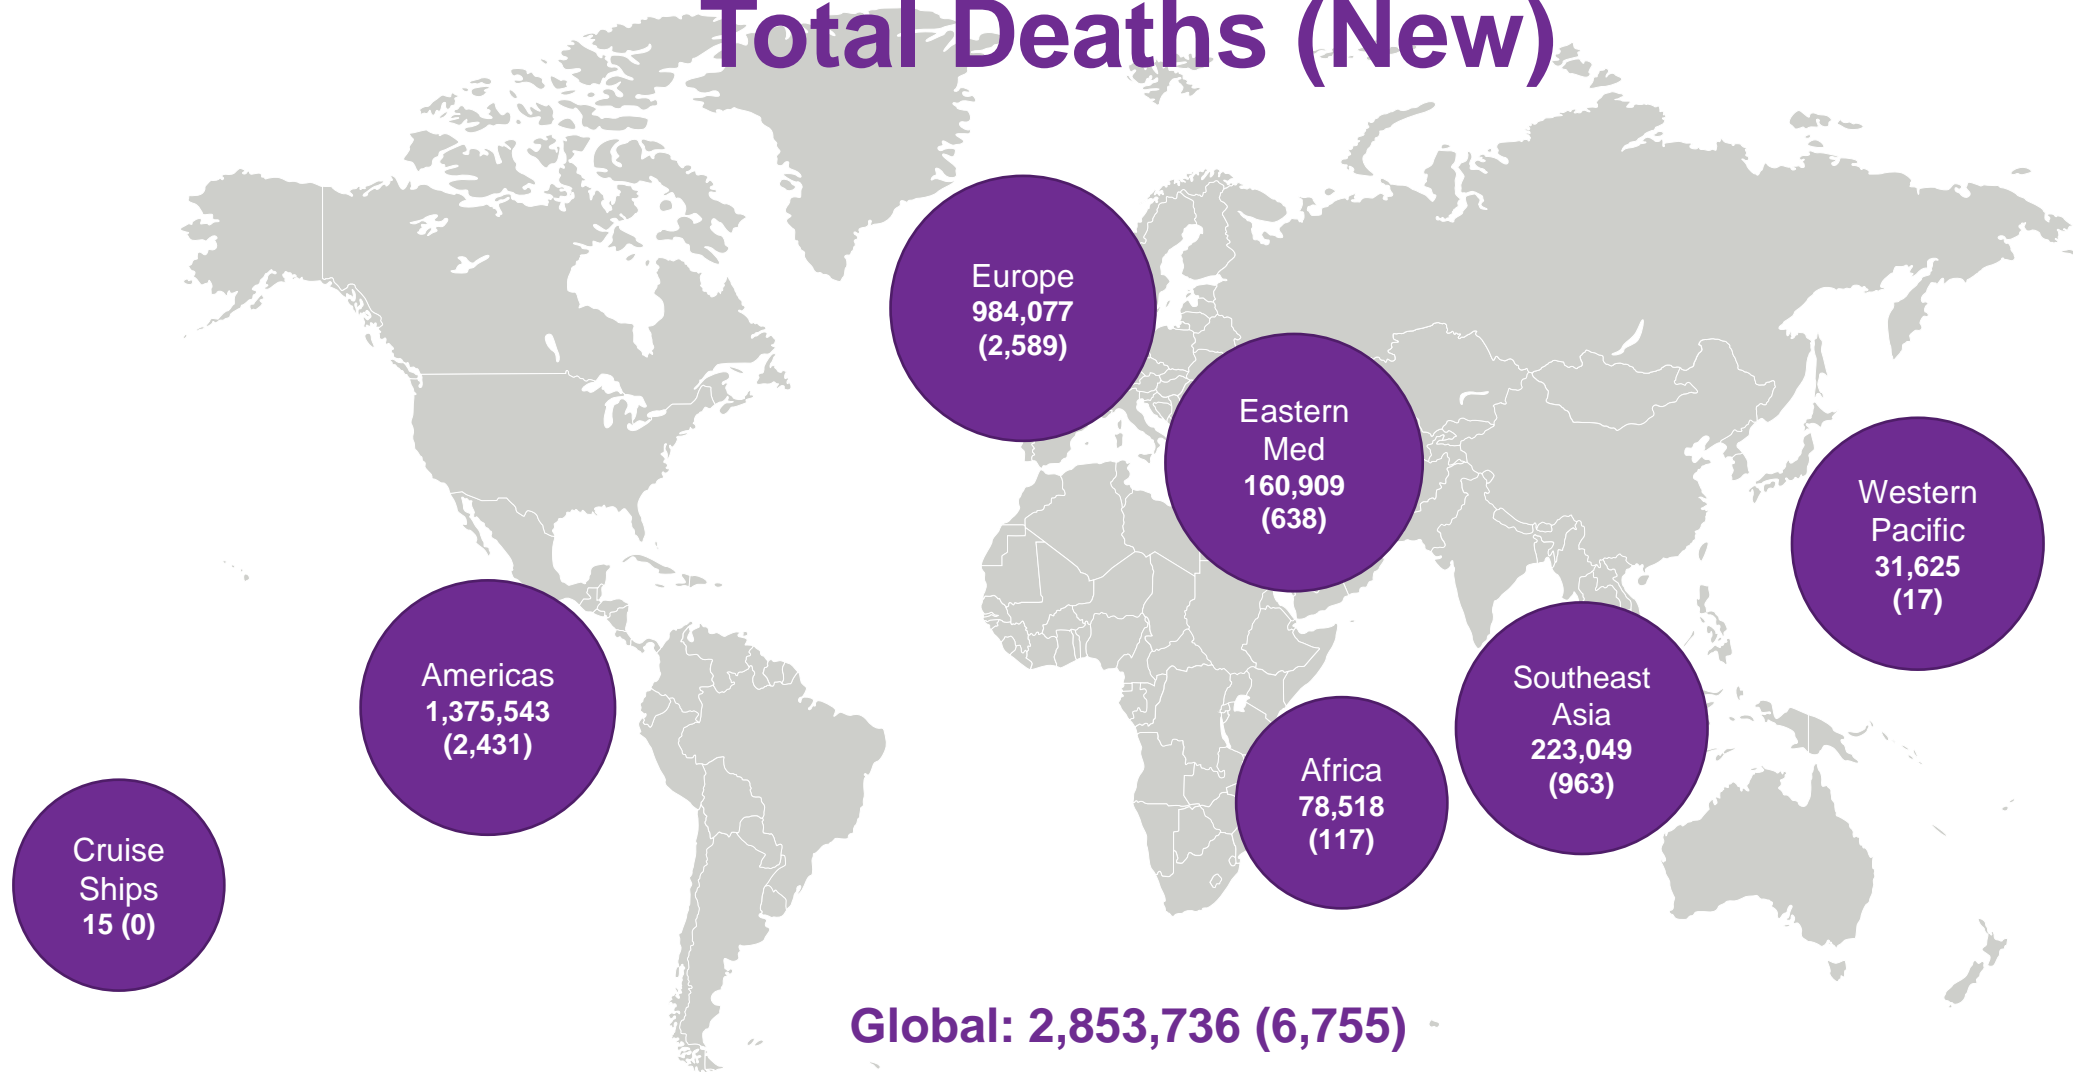 Total Deaths (New)
Europe
984,077
(2,589)
Eastern
Med
160,909
(638)
Western
Pacific
31,625
(17)
Americas
1,375,543
(2,431)
Southeast
Asia
223,049
(963)
Africa
78,518
(117)
Cruise
Ships
15 (0)
Global: 2,853,736 (6,755)